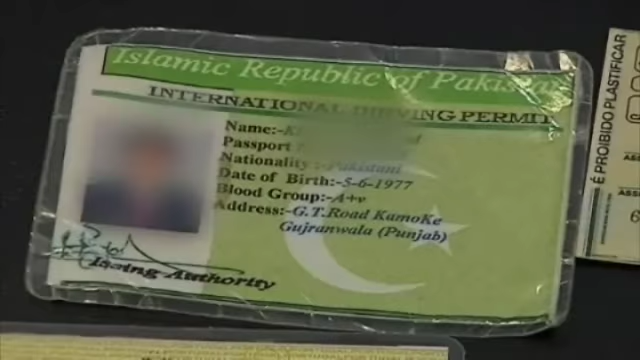 Islamic Republic of Pakistan
INTERNATIONAL DRIVING PERMIT
Name:-
Passport
Nationality :-Pakistani
Date of Birth:-5-6-1977
Blood Group:-A+v
Address:-G.T.Road KamoKe
Gujranwala (Punjab)
Issuing Authority
É PROIBIDO PLASTIFICAR